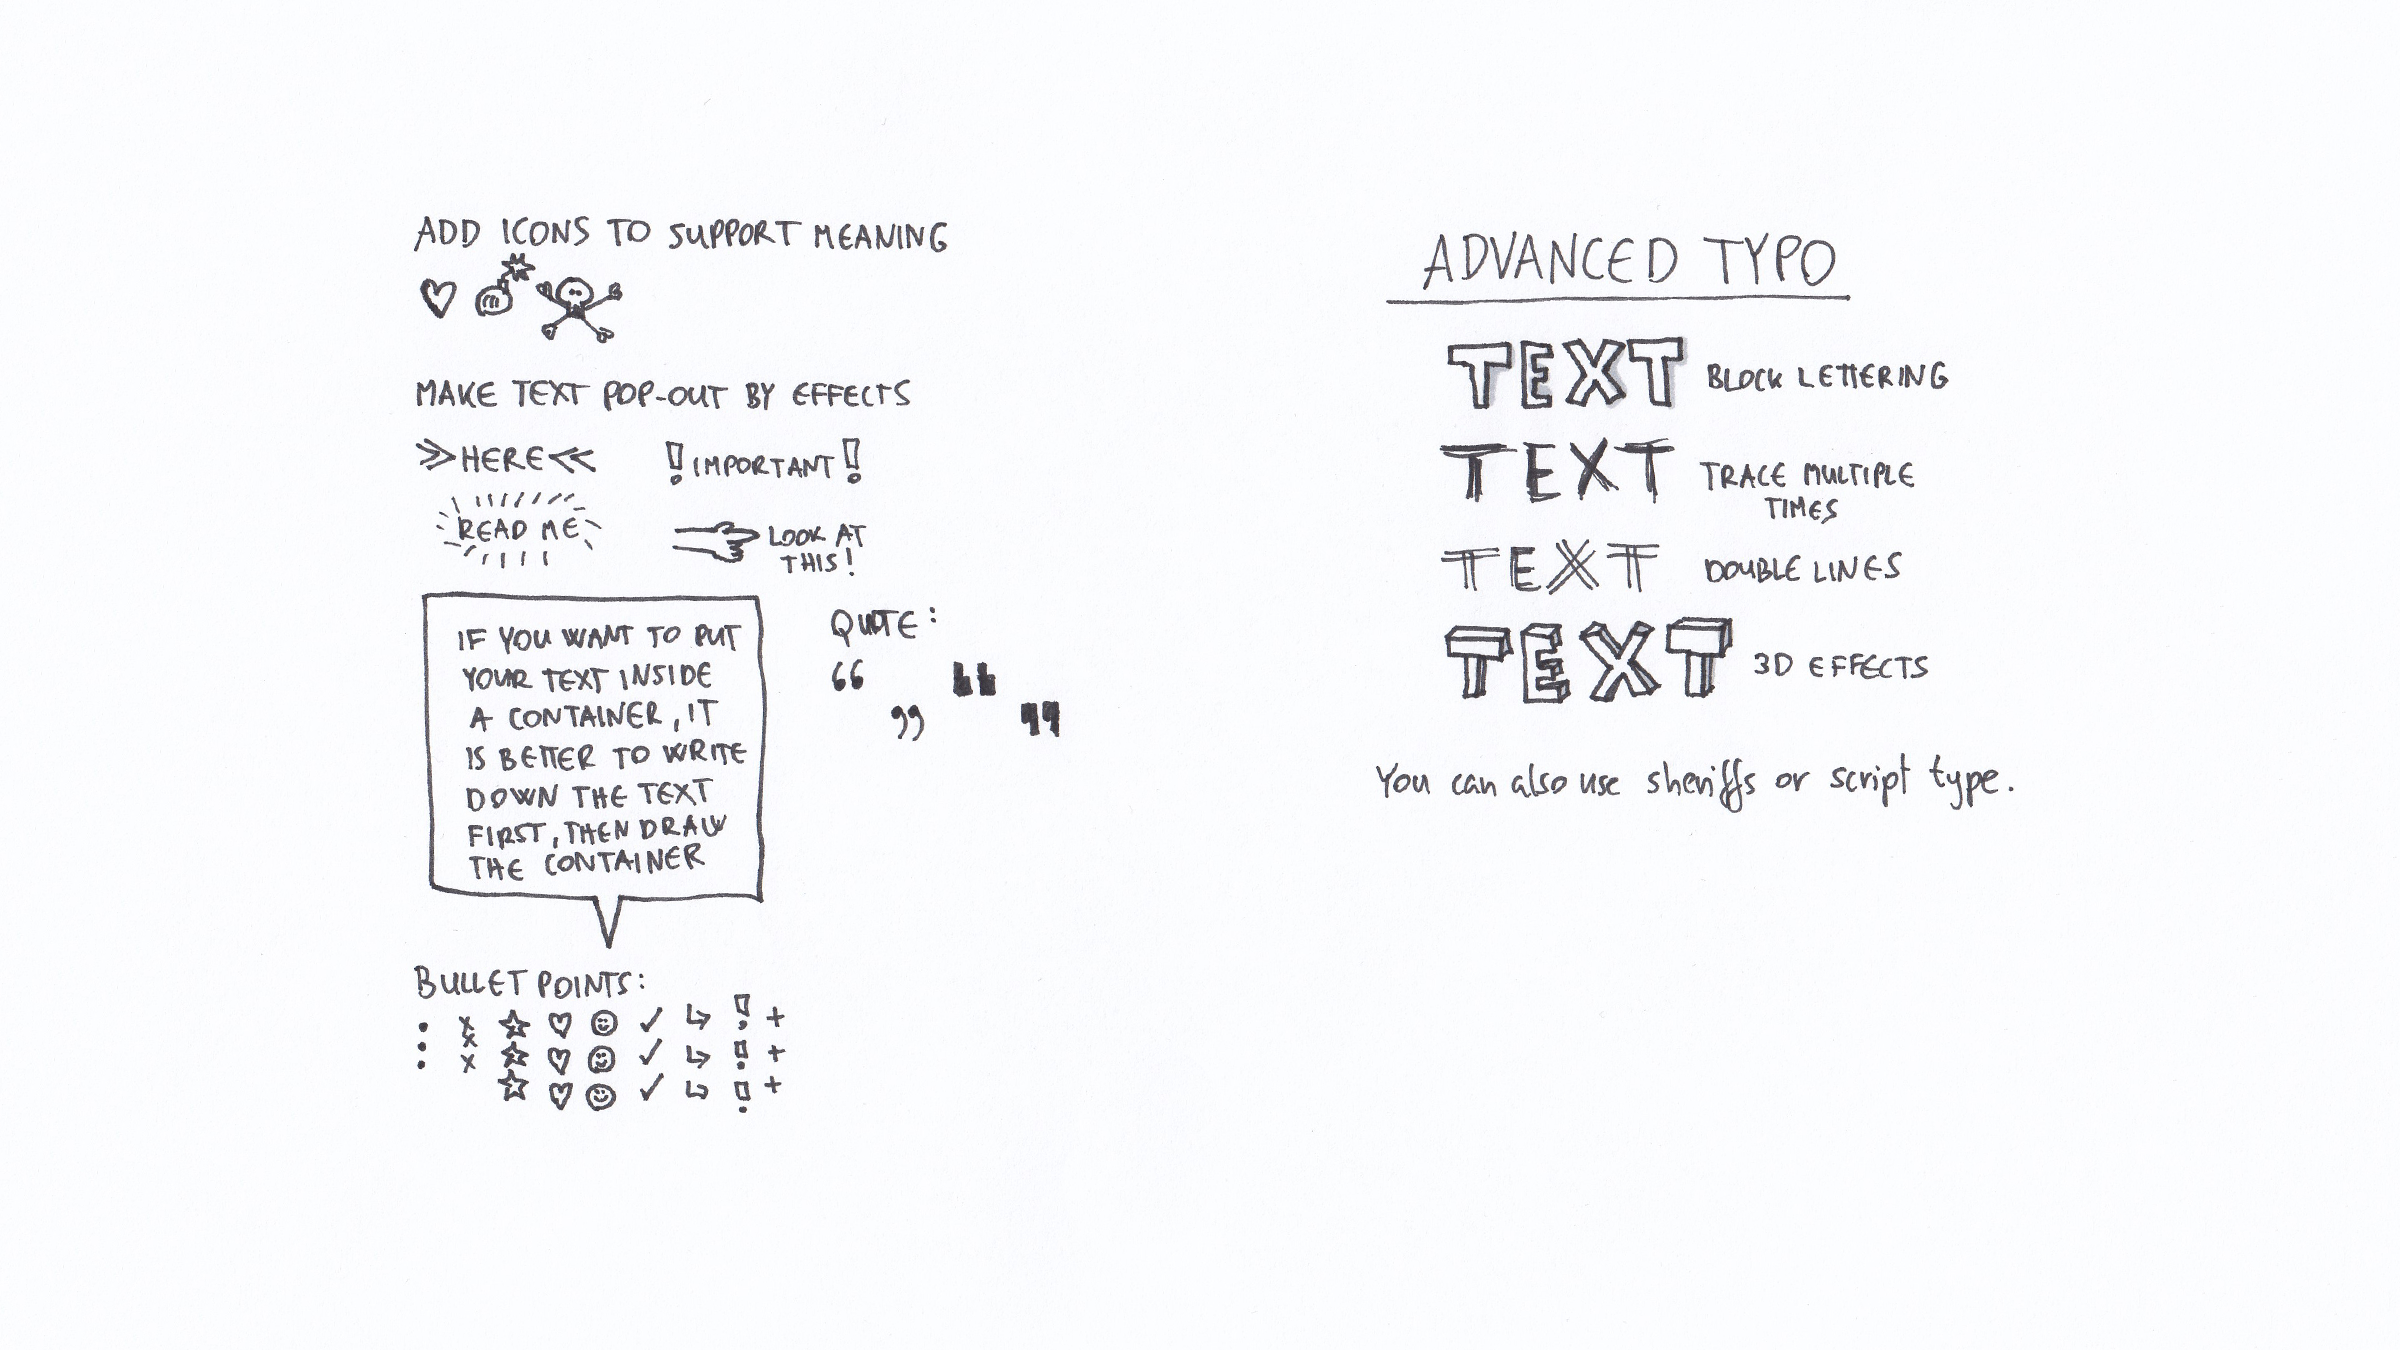 ADD ICONS TO SUPPORT MEANING
MAKE TEXT POP-OUT BY EFFECTS
>>HERE<<
!IMPORTANT!
READ ME
LOOK AT
THIS!
IF YOU WANT TO PUT
YOUR TEXT INSIDE
A CONTAINER, IT
IS BETTER TO WRITE
DOWN THE TEXT
FIRST, THEN DRAW
THE CONTAINER
QUOTE:
“ ”
“ ”
BULLET POINTS:
ADVANCED TYPO
TEXT BLOCK LETTERING
TEXT TRACE MULTIPLE
TIMES
TEXT DOUBLE LINES
TEXT 3D EFFECTS
You can also use sheriffs or script type.